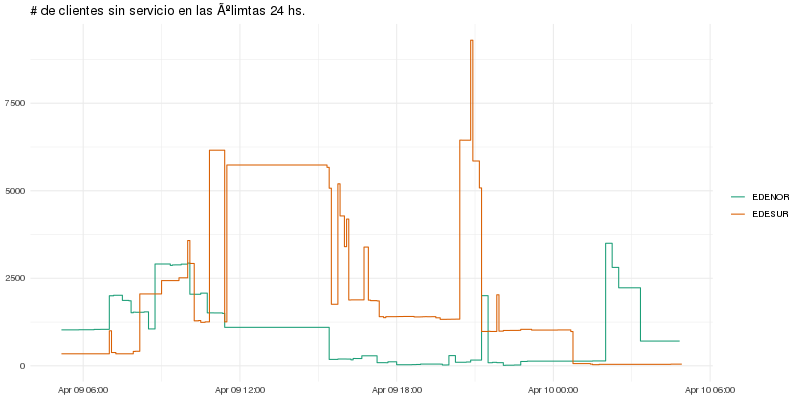 # de clientes sin servicio en las Ãºlimtas 24 hs.
7500
5000
2500
0
Apr 09 06:00 Apr 09 12:00 Apr 09 18:00 Apr 10 00:00 Apr 10 06:00
EDENOR
EDESUR